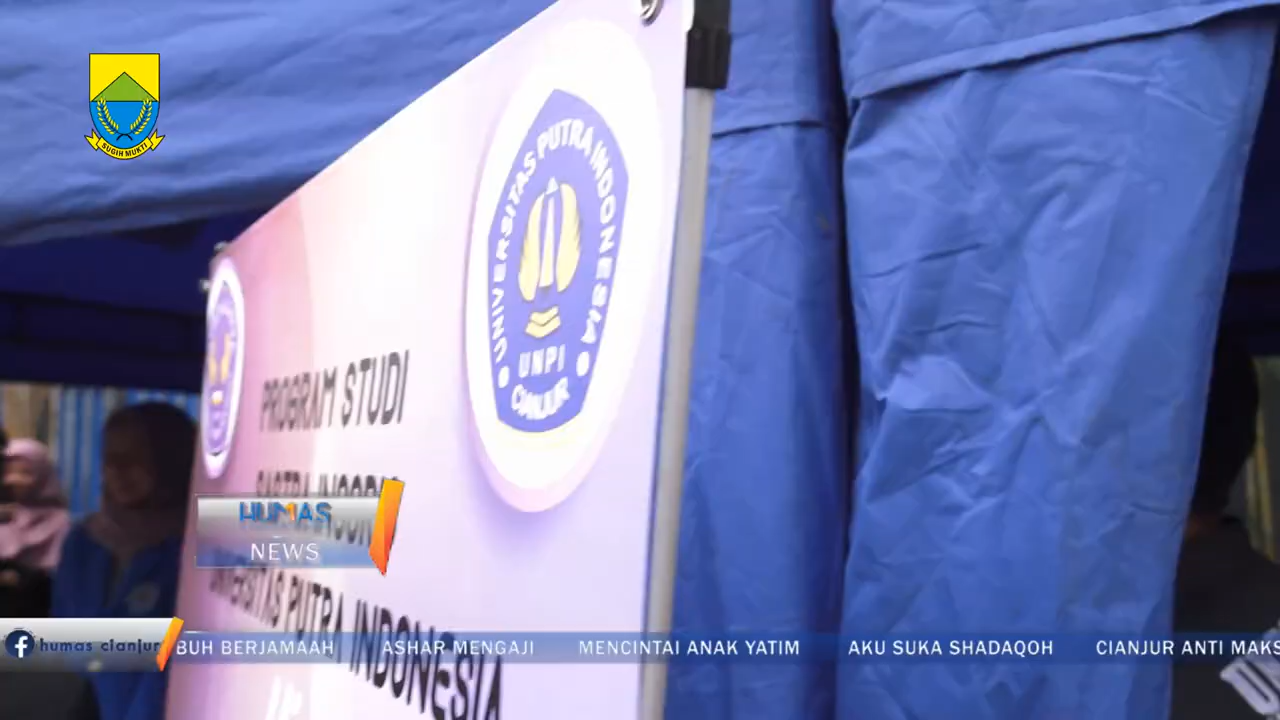 SUGIH MUKTI
UNIVERSITAS PUTRA INDONESIA
UNPI
CIANJUR
PROGRAM STUDI
UNIVERSITAS PUTRA INDONESIA
HUMAS
NEWS
humas cianjur
BUH BERJAMAAH ASHAR MENGAJI MENCINTAI ANAK YATIM AKU SUKA SHADAQOH CIANJUR ANTI MAKS